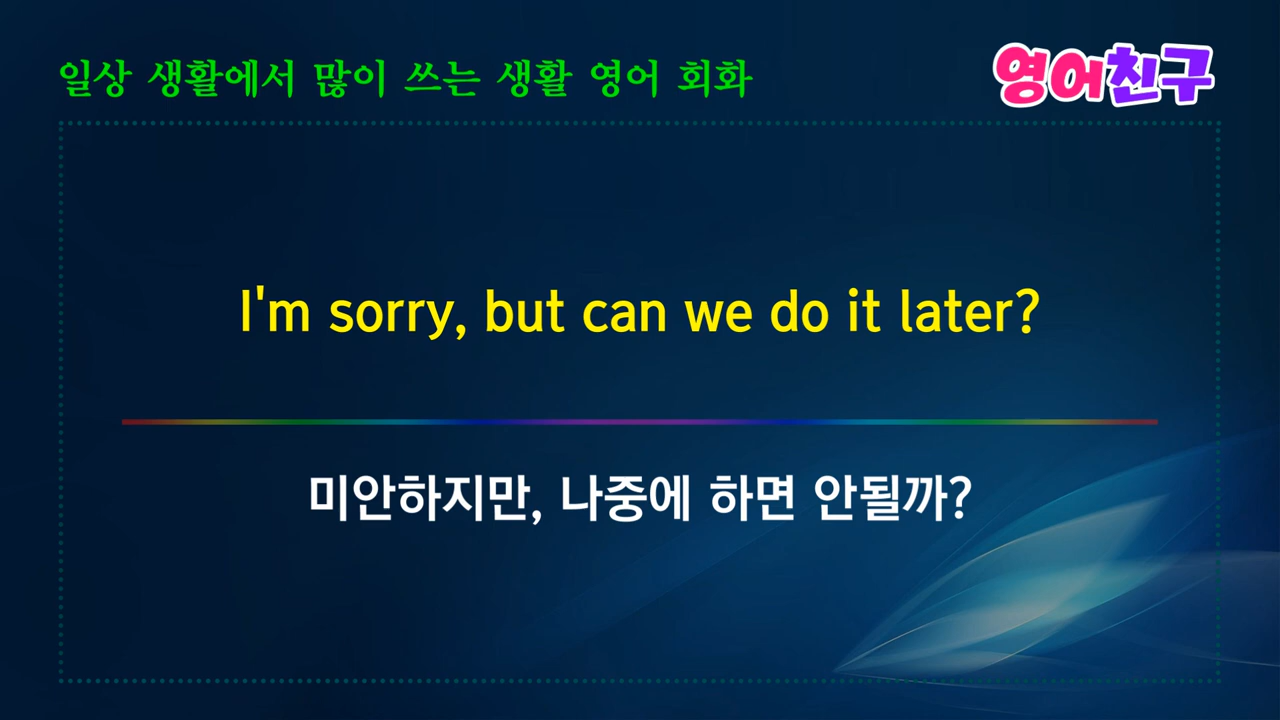 일상 생활에서 많이 쓰는 생활 영어 회화
영어친구
I'm sorry, but can we do it later?
미안하지만, 나중에 하면 안될까?